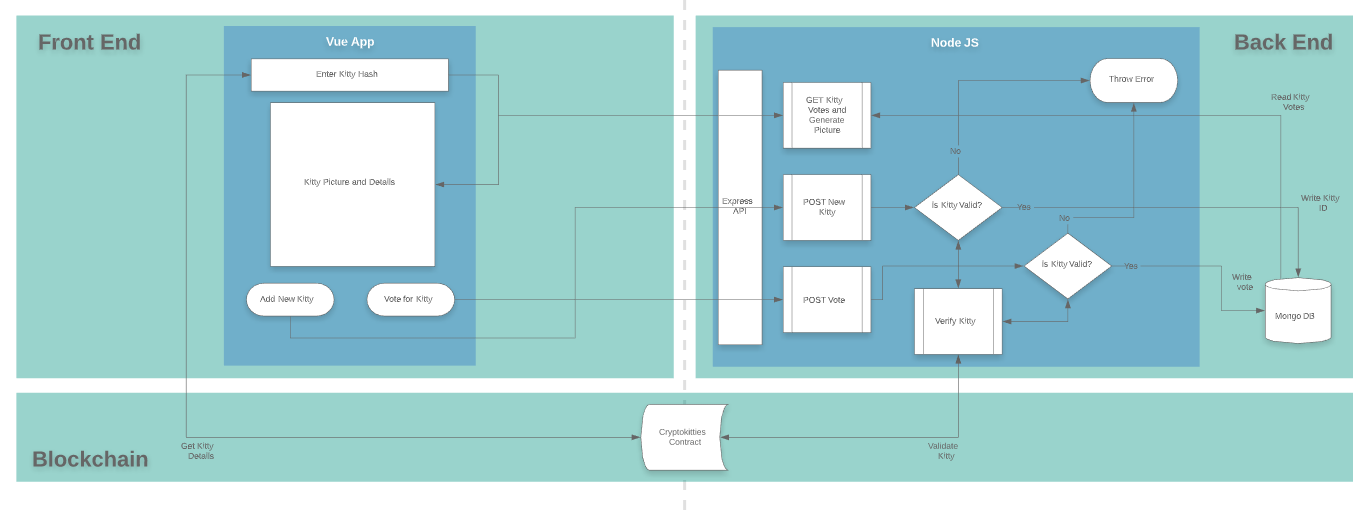 Front End
Vue App
Enter Kitty Hash
Kitty Picture and Details
Add New Kitty
Vote for Kitty
Back End
Node JS
Express
API
GET Kitty
Votes and
Generate
Picture
POST New
Kitty
POST Vote
No
Is Kitty Valid?
Yes
Throw Error
No
Is Kitty Valid?
Yes
Verify Kitty
Read Kitty
Votes
Write Kitty
ID
Write
vote
Mongo DB
Blockchain
Get Kitty
Details
Cryptokitties
Contract
Validate
Kitty